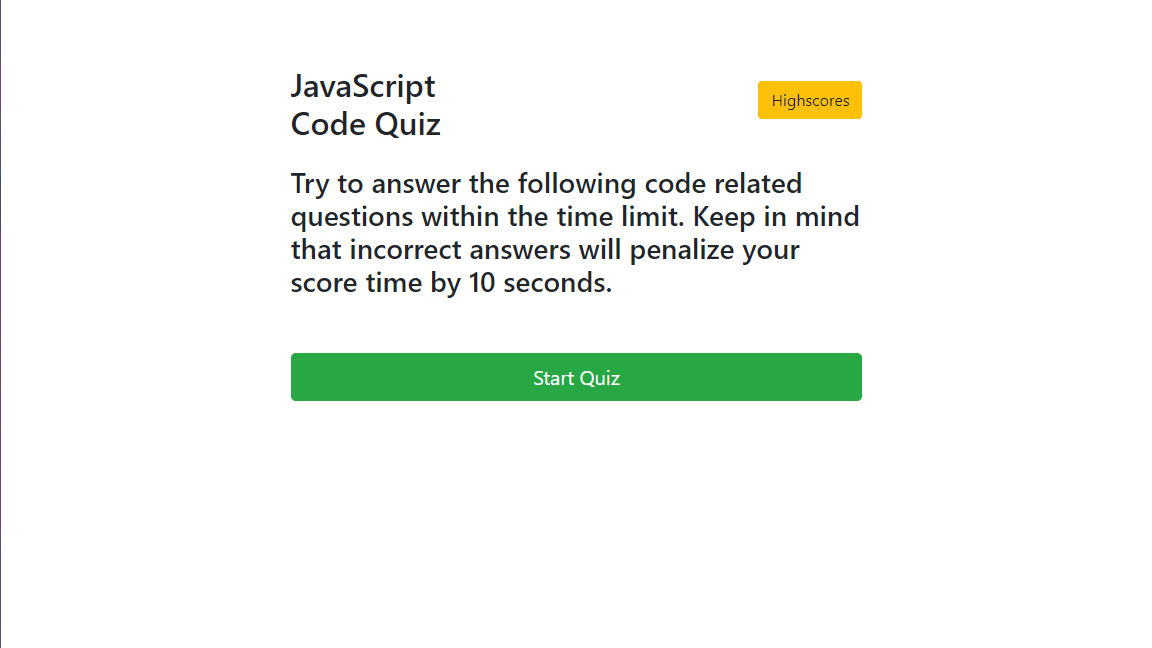 JavaScript
Code Quiz
Highscores
Try to answer the following code related
questions within the time limit. Keep in mind
that incorrect answers will penalize your
score time by 10 seconds.
Start Quiz